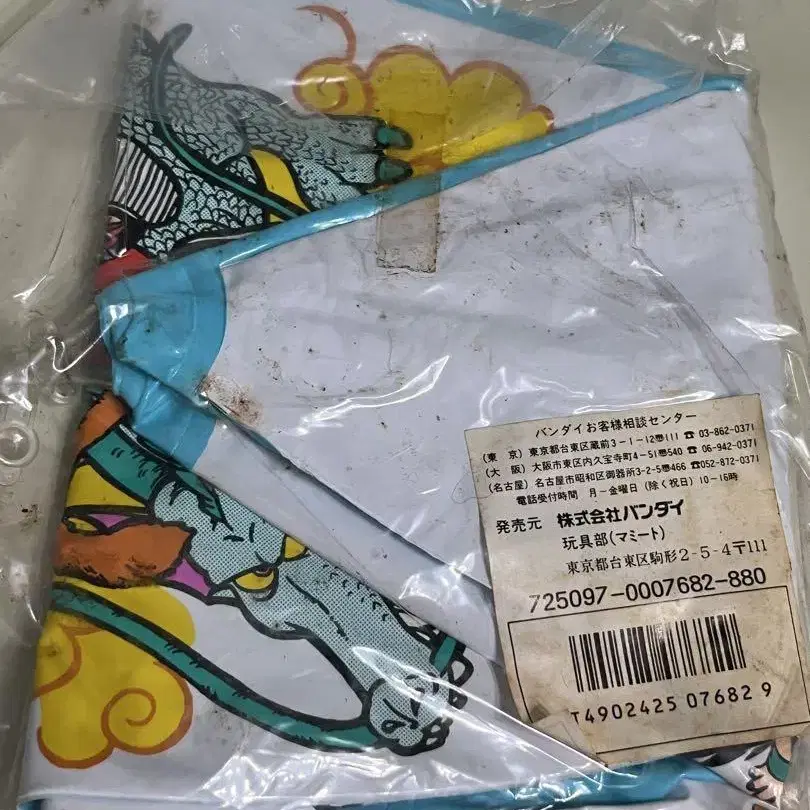 バンダイお客様相談センター
(東 京) 東京都台東区蔵前3-1-12〠111 ☎ 03-862-0371
(大 阪) 大阪市東区内久宝寺町4-51〠540 ☎ 06-942-0371
(名古屋) 名古屋市昭和区御器所3-2-5〠466 ☎052-872-0371
電話受付時間 月-金曜日(除く祝日)10-16時
発売元 株式会社バンダイ
玩具部(マミート)
東京都台東区駒形2-5-4〒111
725097-0007682-880
T4902425 07682 9